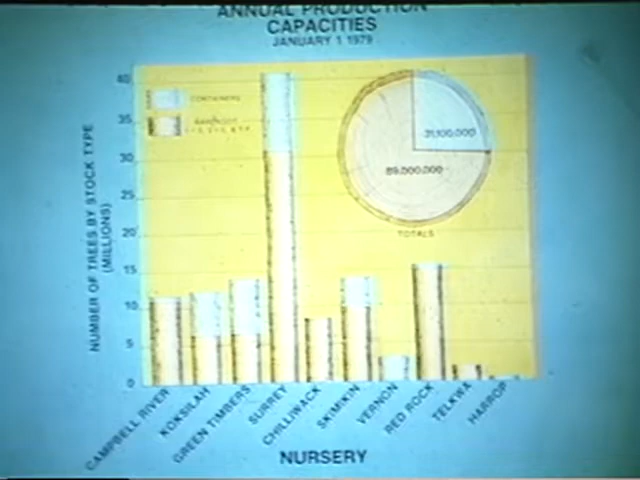 ANNUAL PRODUCTION
CAPACITIES
JANUARY 1 1979
NUMBER OF TREES BY STOCK TYPE
(MILLIONS)
40
35
30
25
20
15
10
5
0
CONTAINERS
BAREROOT
31,100,000
89,000,000
TOTALS
CAMPBELL RIVER
KOKSILAH
GREEN TIMBERS
SURREY
CHILLIWACK
SKIMIKIN
VERNON
RED ROCK
TELKWA
HARROP
NURSERY